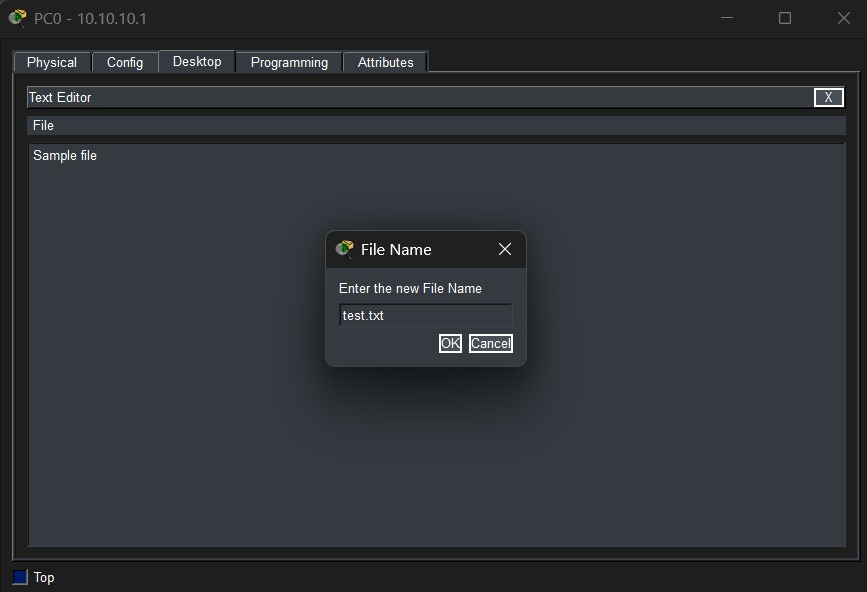 PC0 - 10.10.10.1
Physical Config Desktop Programming Attributes
Text Editor X
File
Sample file
File Name
Enter the new File Name
test.txt
OK Cancel
Top